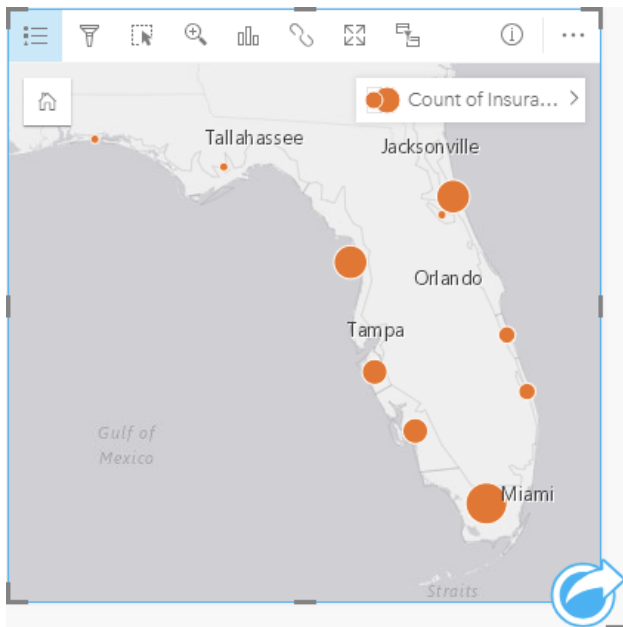 Count of Insura...
Tallahassee
Jacksonville
Orlando
Tampa
Gulf of
Mexico
Miami
Straits